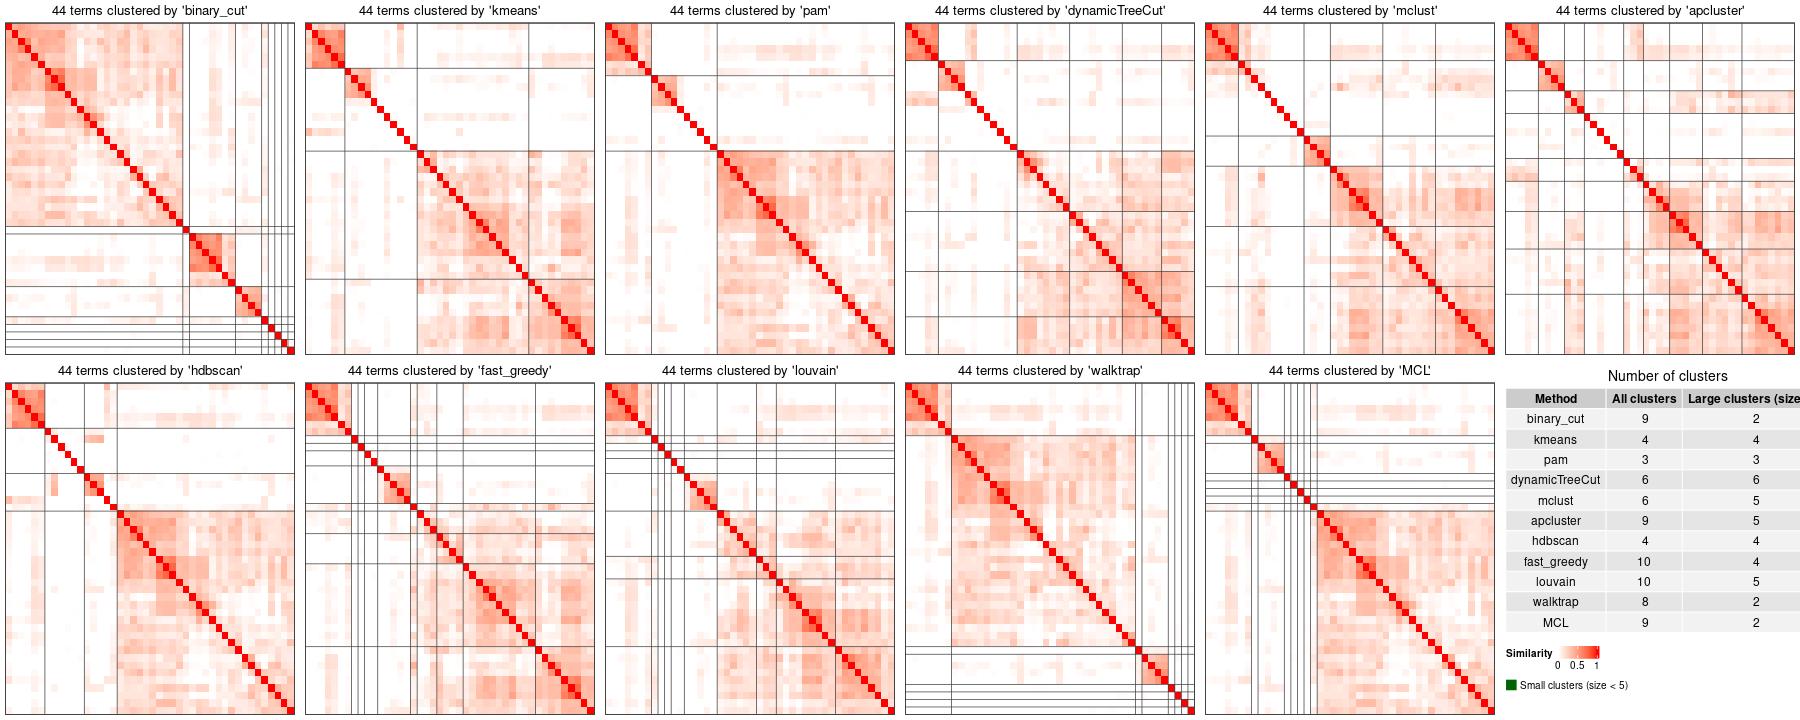 44 terms clustered by 'binary_cut'
44 terms clustered by 'kmeans'
44 terms clustered by 'pam'
44 terms clustered by 'dynamicTreeCut'
44 terms clustered by 'mclust'
44 terms clustered by 'apcluster'
44 terms clustered by 'hdbscan'
44 terms clustered by 'fast_greedy'
44 terms clustered by 'louvain'
44 terms clustered by 'walktrap'
44 terms clustered by 'MCL'
Number of clusters
Method All clusters Large clusters (size
binary_cut 9 2
kmeans 4 4
pam 3 3
dynamicTreeCut 6 6
mclust 6 5
apcluster 9 5
hdbscan 4 4
fast_greedy 10 4
louvain 10 5
walktrap 8 2
MCL 9 2
Similarity
0 0.5 1
Small clusters (size < 5)